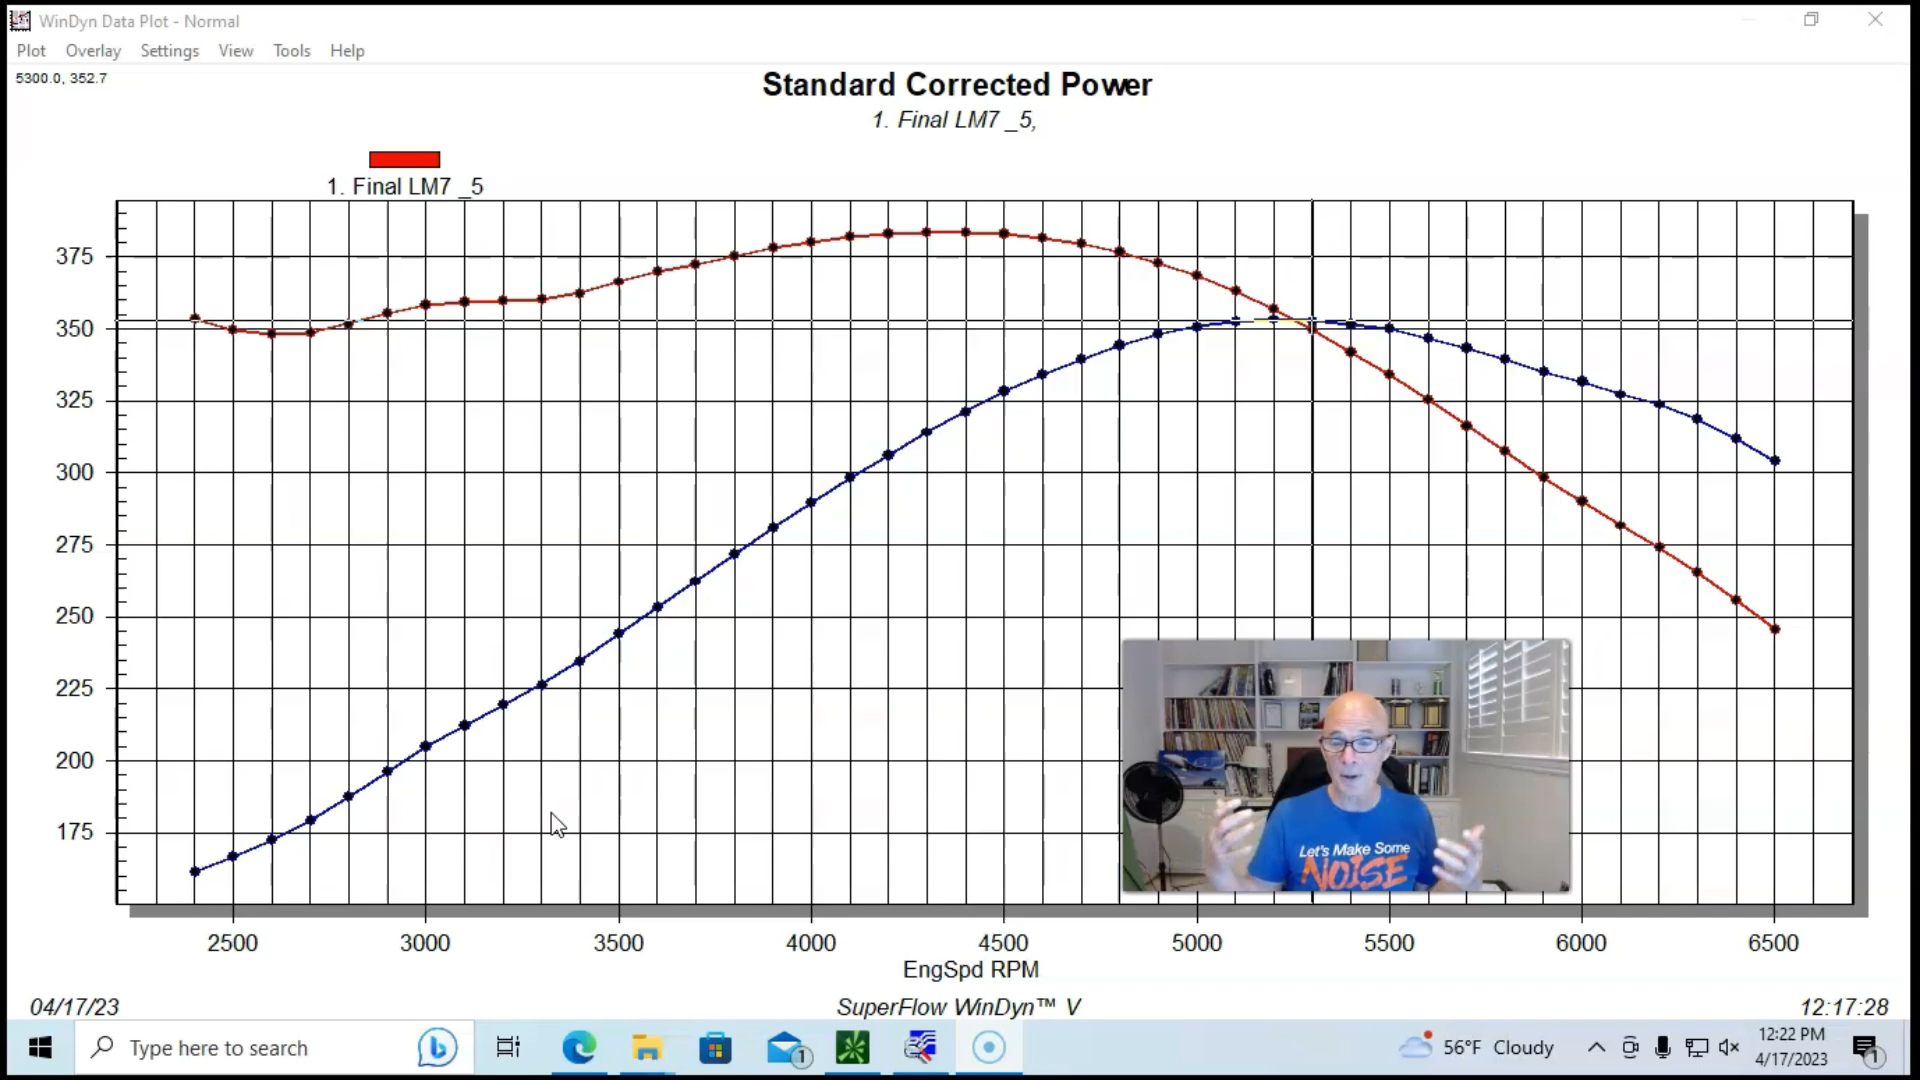 WinDyn Data Plot - Normal
Plot Overlay Settings View Tools Help
5300.0, 352.7
Standard Corrected Power
1. Final LM7 _5,
1. Final LM7 _5
375
350
325
300
275
250
225
200
175
2500 3000 3500 4000 4500 5000 5500 6000 6500
EngSpd RPM
Let's Make Some
NOISE
04/17/23 SuperFlow WinDyn™ V 12:17:28
Type here to search
1
56°F Cloudy
12:22 PM
4/17/2023
1